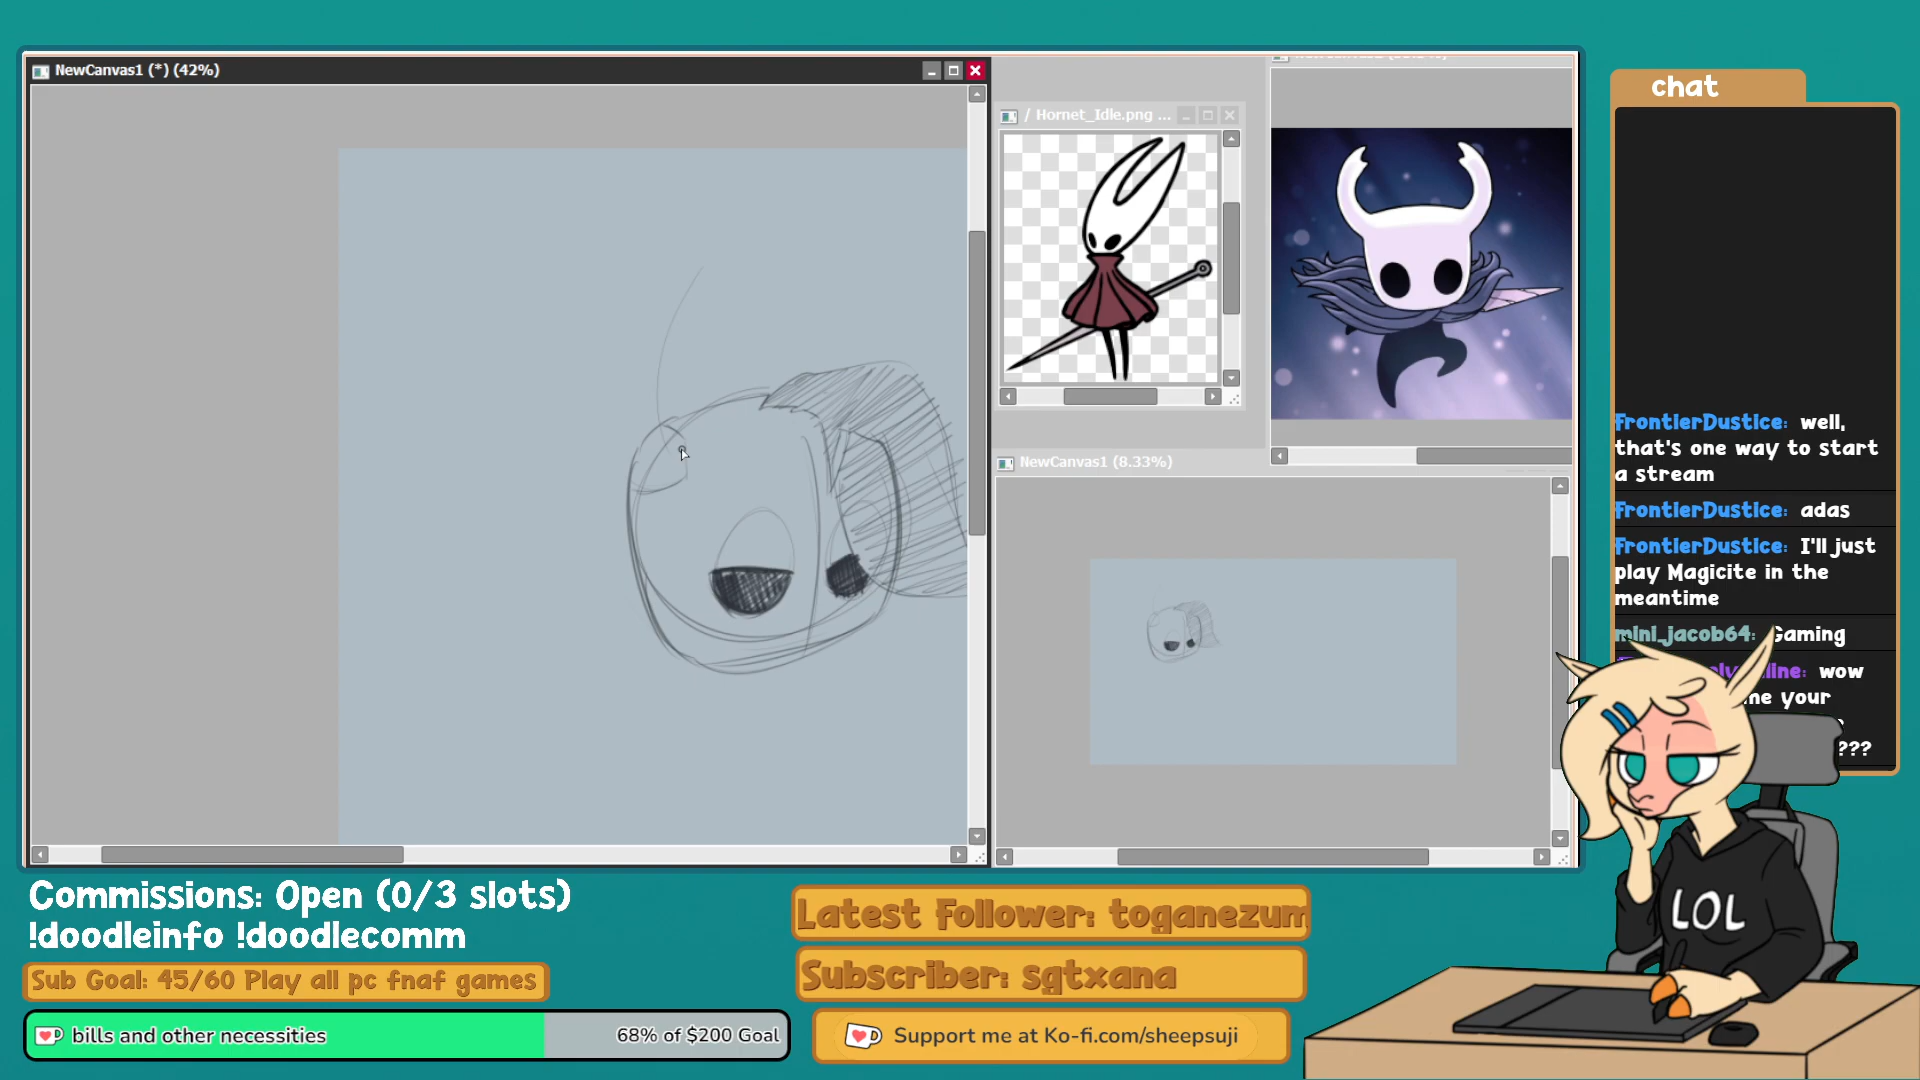 NewCanvas1 (*) (42%)
/ Hornet_Idle.png ...
NewCanvas1 (8.33%)
chat
FrontierDustice: well,
that's one way to start
a stream
FrontierDustice: adas
FrontierDustice: I'll just
play Magicite in the
meantime
mini_jacob64: Gaming
wow
your
???
LOL
Commissions: Open (0/3 slots)
!doodleinfo !doodlecomm
Sub Goal: 45/60 Play all pc fnaf games
bills and other necessities
68% of $200 Goal
Latest Follower: toganezum
Subscriber: sgtxana
Support me at Ko-fi.com/sheepsuji